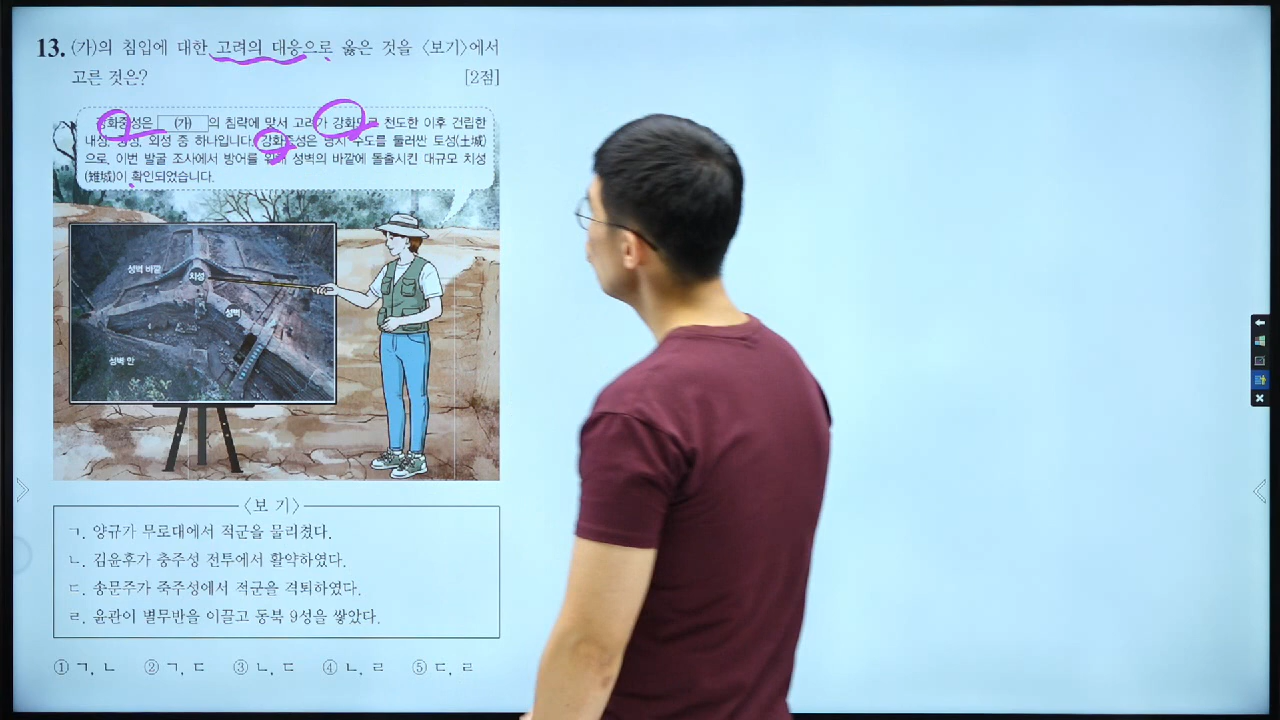 13. (가)의 침입에 대한 고려의 대응으로 옳은 것을 〈보기〉에서
고른 것은? [2점]
강화중성은 (가) 의 침략에 맞서 고려가 강화도로 천도한 이후 건립한
내성, 중성, 외성 중 하나입니다. 강화중성은 당시 수도를 둘러싼 토성(土城)
으로, 이번 발굴 조사에서 방어를 위해 성벽의 바깥에 돌출시킨 대규모 치성
(雉城)이 확인되었습니다.
성벽 바깥
치성
성벽
성벽 안
〈보 기〉
ㄱ. 양규가 무로대에서 적군을 물리쳤다.
ㄴ. 김윤후가 충주성 전투에서 활약하였다.
ㄷ. 송문주가 죽주성에서 적군을 격퇴하였다.
ㄹ. 윤관이 별무반을 이끌고 동북 9성을 쌓았다.
① ㄱ, ㄴ ② ㄱ, ㄷ ③ ㄴ, ㄷ ④ ㄴ, ㄹ ⑤ ㄷ, ㄹ